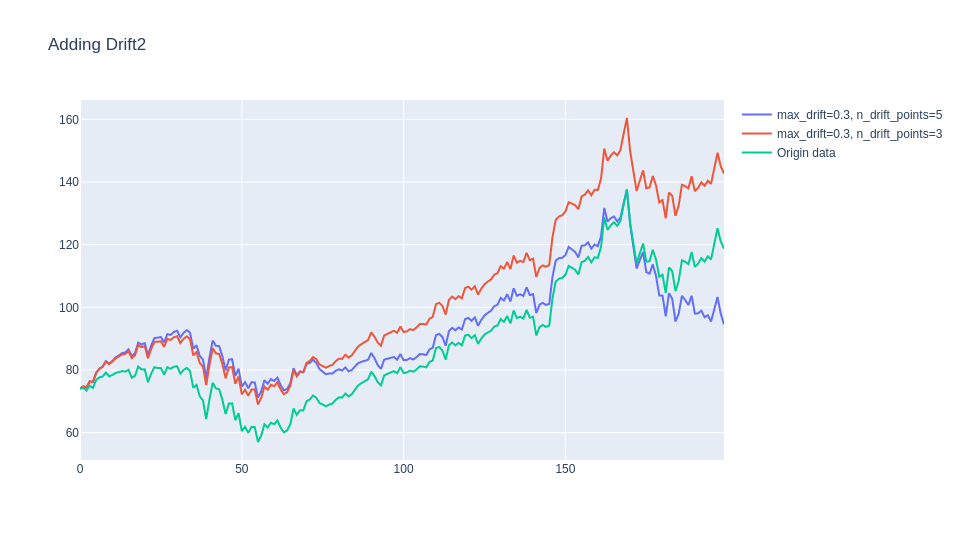 Adding Drift2
max_drift=0.3, n_drift_points=5
max_drift=0.3, n_drift_points=3
Origin data
160
140
120
100
80
60
0 50 100 150